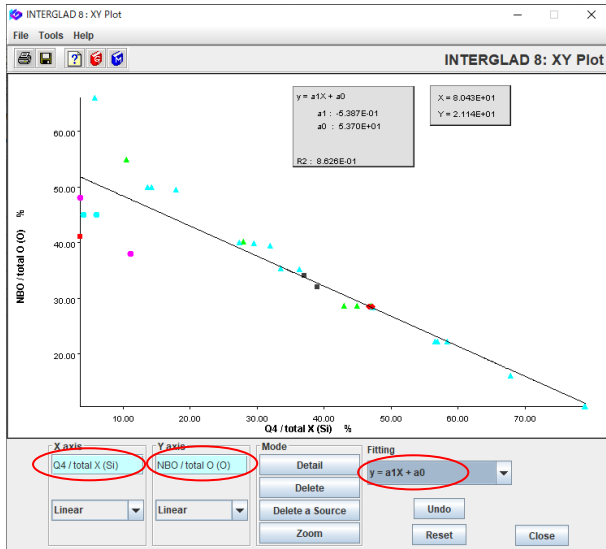 INTERGLAD 8: XY Plot
File Tools Help
INTERGLAD 8: XY Plot
y = a1X + a0
a1 : -5.387E-01
a0 : 5.370E+01
R2 : 8.626E-01
X = 8.043E+01
Y = 2.114E+01
60.00
50.00
40.00
30.00
20.00
NBO / total O (O) %
10.00 20.00 30.00 40.00 50.00 60.00 70.00
Q4 / total X (Si) %
X axis
Q4 / total X (Si)
Linear
Y axis
NBO / total O (O)
Linear
Mode
Detail
Delete
Delete a Source
Zoom
Fitting
y = a1X + a0
Undo
Reset
Close